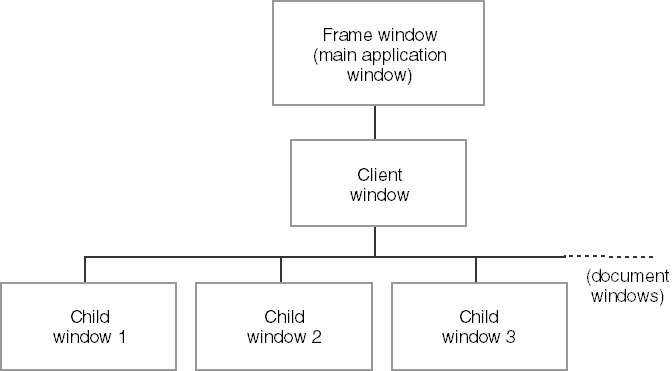 Frame window
(main application
window)
Client
window
(document
windows)
Child
window 1
Child
window 2
Child
window 3